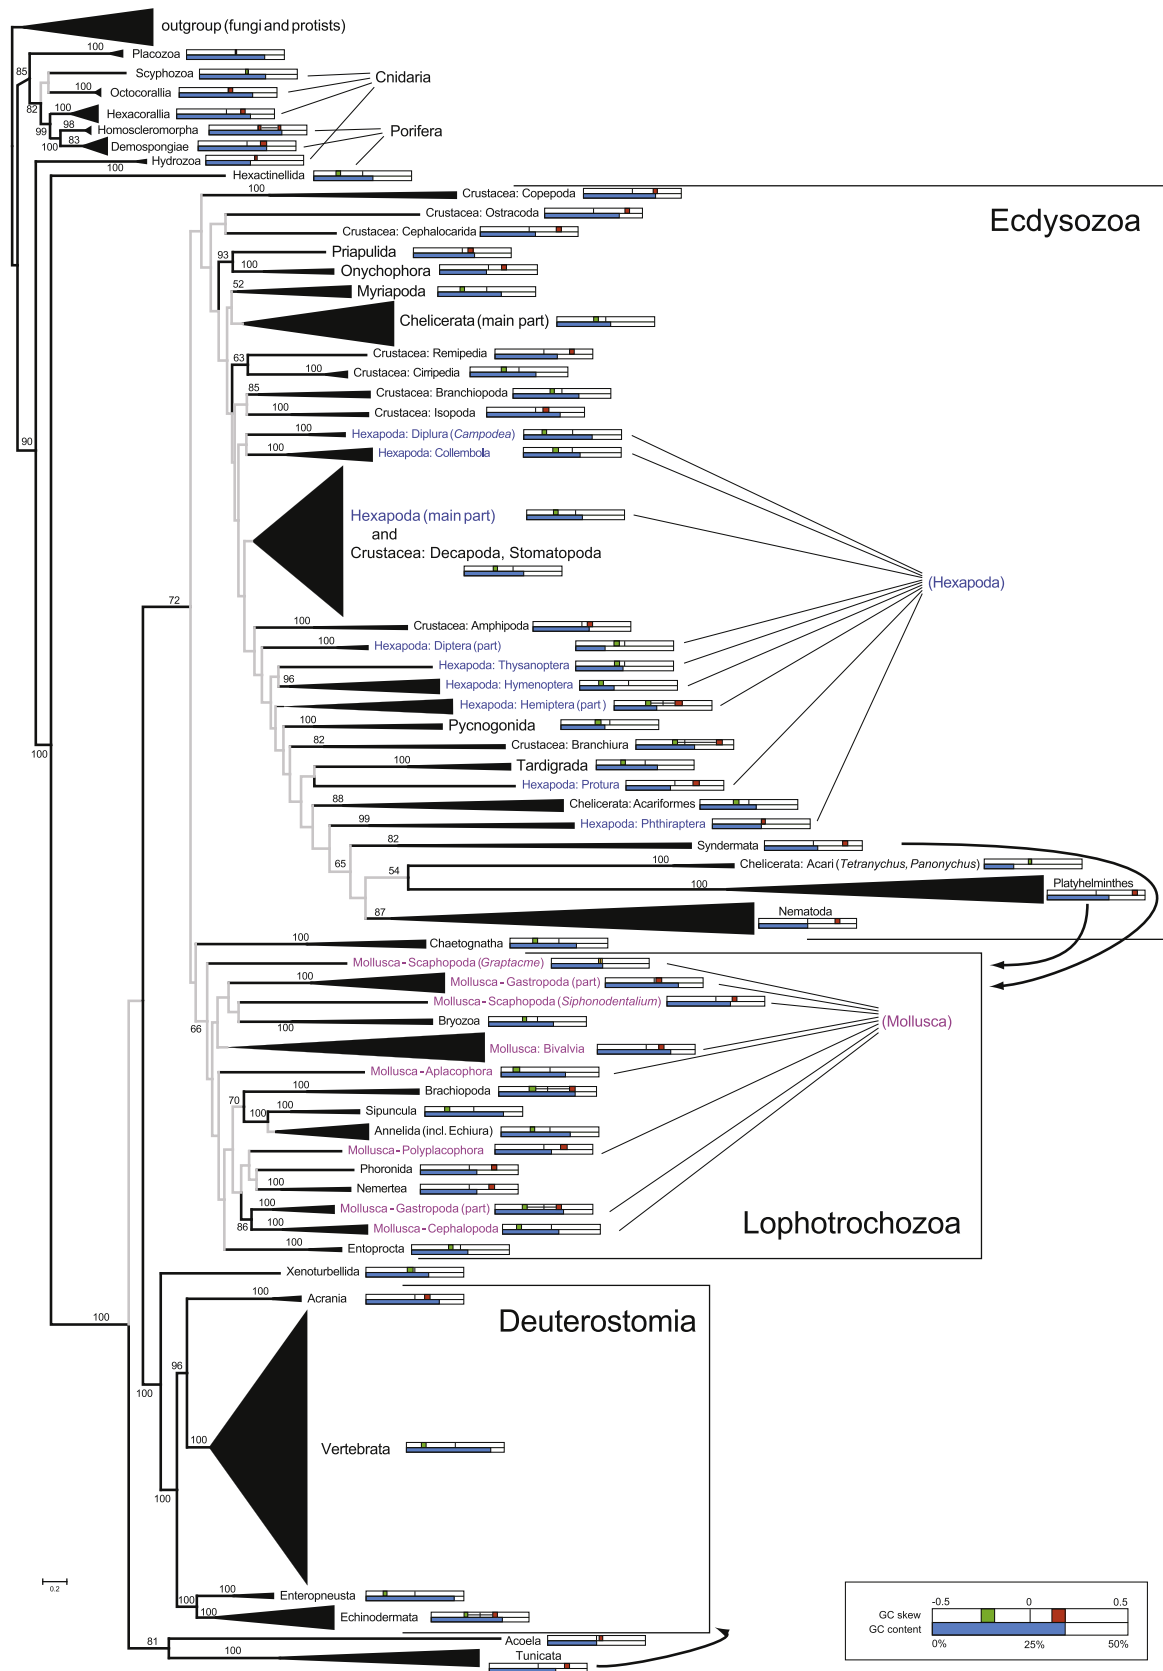 outgroup (fungi and protists)
100
Placozoa
85
Scyphozoa
Cnidaria
100
Octocorallia
82
100
Hexacorallia
99
98
Homoscleromorpha
Porifera
100
83
Demospongiae
Hydrozoa
100
Hexactinellida
100
Crustacea: Copepoda
Ecdysozoa
Crustacea: Ostracoda
Crustacea: Cephalocarida
93
Priapulida
100
Onychophora
52
Myriapoda
Chelicerata (main part)
63
Crustacea: Remipedia
100
Crustacea: Cirripedia
85
Crustacea: Branchiopoda
100
Crustacea: Isopoda
100
Hexapoda: Diplura (Campodea)
90
100
Hexapoda: Collembola
Hexapoda (main part)
and
Crustacea: Decapoda, Stomatopoda
(Hexapoda)
72
100
Crustacea: Amphipoda
100
Hexapoda: Diptera (part)
Hexapoda: Thysanoptera
96
Hexapoda: Hymenoptera
Hexapoda: Hemiptera (part)
100
Pycnogonida
82
Crustacea: Branchiura
100
100
Tardigrada
Hexapoda: Protura
88
Chelicerata: Acariformes
99
Hexapoda: Phthiraptera
82
Syndermata
65
54
100
Chelicerata: Acari (Tetranychus, Panonychus)
100
Platyhelminthes
87
Nematoda
100
Chaetognatha
Mollusca- Scaphopoda (Graptacme)
100
Mollusca- Gastropoda (part)
Mollusca- Scaphopoda (Siphonodentalium)
66
100
Bryozoa
(Mollusca)
Mollusca: Bivalvia
Mollusca- Aplacophora
70
100
Brachiopoda
100
100
Sipuncula
Annelida (incl. Echiura)
Mollusca- Polyplacophora
Phoronida
100
Nemertea
100
Mollusca- Gastropoda (part)
86
100
Mollusca- Cephalopoda
Lophotrochozoa
100
Entoprocta
Xenoturbellida
100
Acrania
100
Deuterostomia
96
100
100
Vertebrata
100
0.2
100
Enteropneusta
100
100
Echinodermata
81
Acoela
100
Tunicata
-0.5 0 0.5
GC skew
GC content
0% 25% 50%